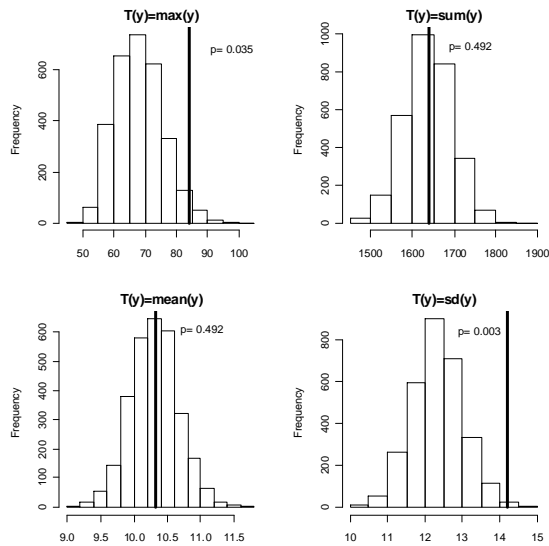 T(y)=max(y)
p= 0.035
Frequency
0 200 400 600
50 60 70 80 90 100
T(y)=sum(y)
p= 0.492
Frequency
0 200 400 600 800 1000
1500 1600 1700 1800 1900
T(y)=mean(y)
p= 0.492
Frequency
0 100 200 300 400 500 600
9.0 9.5 10.0 10.5 11.0 11.5
T(y)=sd(y)
p= 0.003
Frequency
0 200 400 600 800
10 11 12 13 14 15